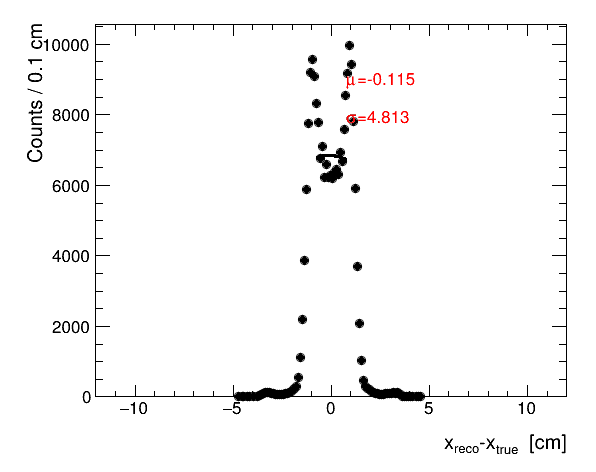 Counts / 0.1 cm
10000
8000
6000
4000
2000
0
μ=-0.115
σ=4.813
−10 −5 0 5 10
x_reco-x_true [cm]